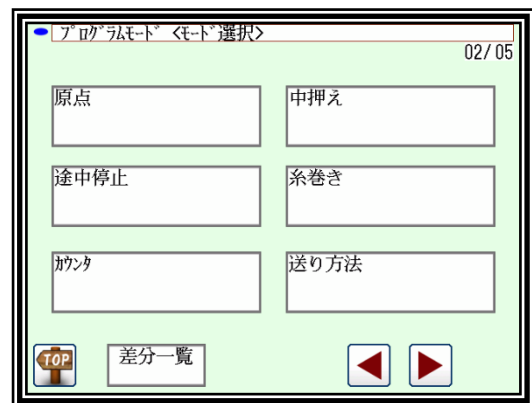 ﾌﾟﾛｸﾞﾗﾑﾓｰﾄﾞ <ﾓｰﾄﾞ選択>
02/05
原点
中押え
途中停止
糸巻き
ｶｳﾝﾀ
送り方法
TOP
差分一覧